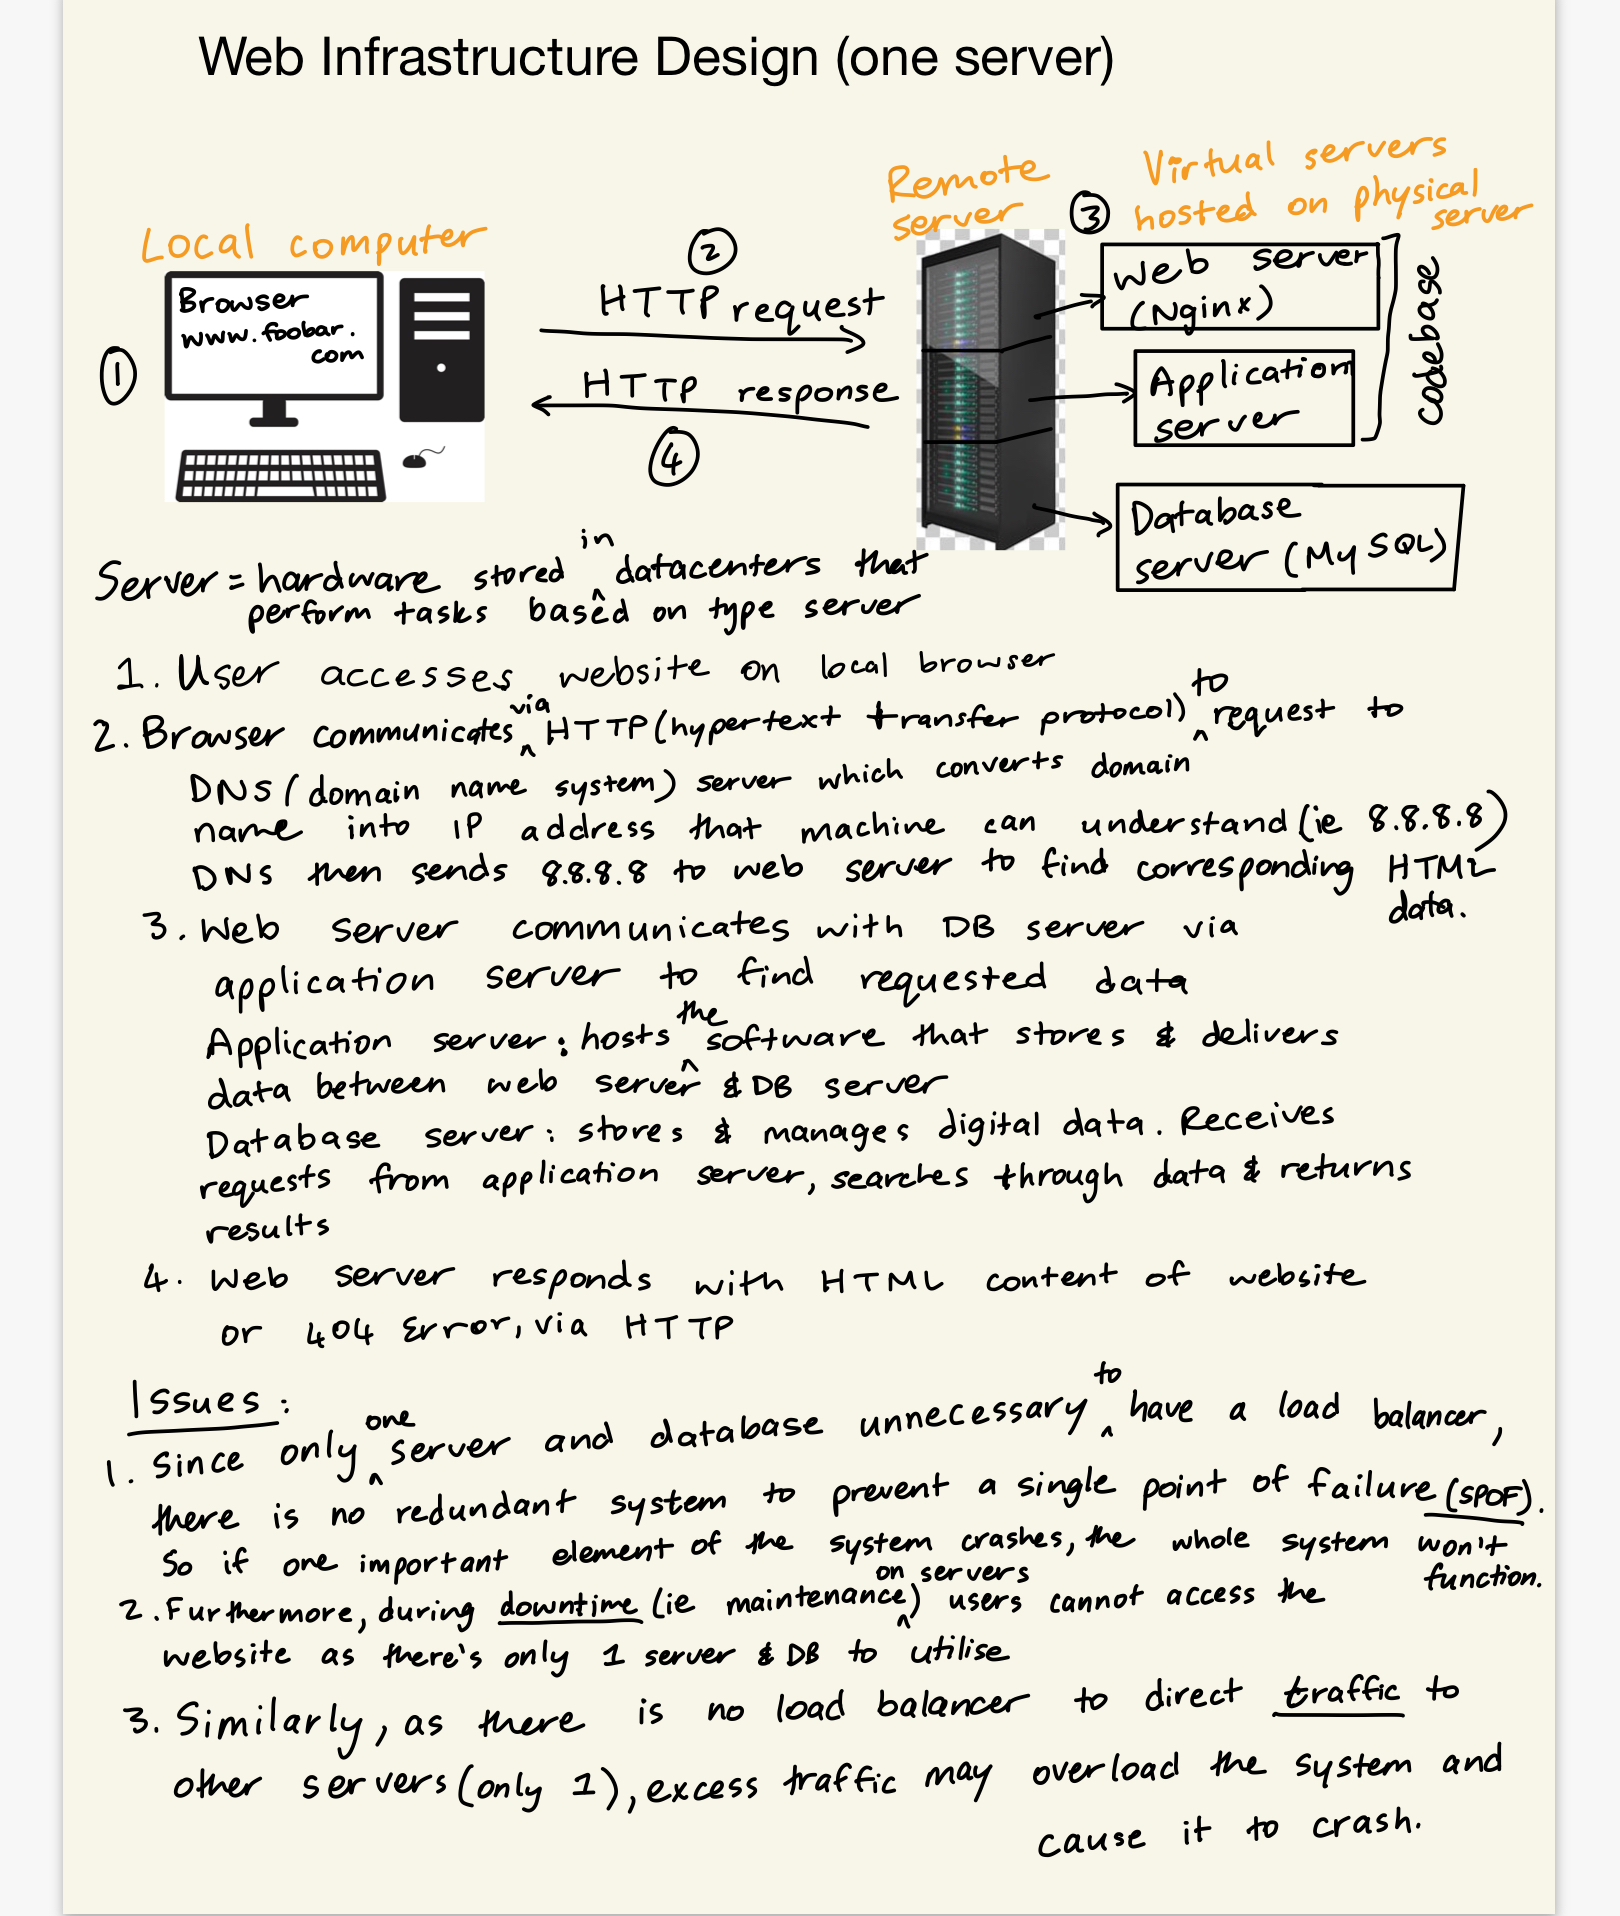 Web Infrastructure Design (one server)
Local computer
Remote
server
Virtual servers
hosted on physical
server
1
Browser
www.foobar.
com
2
HTTP request
HTTP response
4
3
Web server
(Nginx)
Application
server
codebase
Database
server (MySQL)
Server = hardware stored in datacenters that
perform tasks based on type server
1. User accesses website on local browser
2. Browser communicates via HTTP (hypertext transfer protocol) to request to
DNS (domain name system) server which converts domain
name into IP address that machine can understand (ie 8.8.8.8)
DNS then sends 8.8.8.8 to web server to find corresponding HTML
data.
3. Web server communicates with DB server via
application server to find requested data
Application server: hosts the software that stores & delivers
data between web server & DB server
Database server: stores & manages digital data. Receives
requests from application server, searches through data & returns
results
4. Web server responds with HTML content of website
or 404 Error, via HTTP
Issues:
1. Since only one server and database unnecessary to have a load balancer,
there is no redundant system to prevent a single point of failure (SPOF).
So if one important element of the system crashes, the whole system won't
function.
2. Furthermore, during downtime (ie maintenance on servers) users cannot access the
website as there's only 1 server & DB to utilise
3. Similarly, as there is no load balancer to direct traffic to
other servers (only 1), excess traffic may overload the system and
cause it to crash.